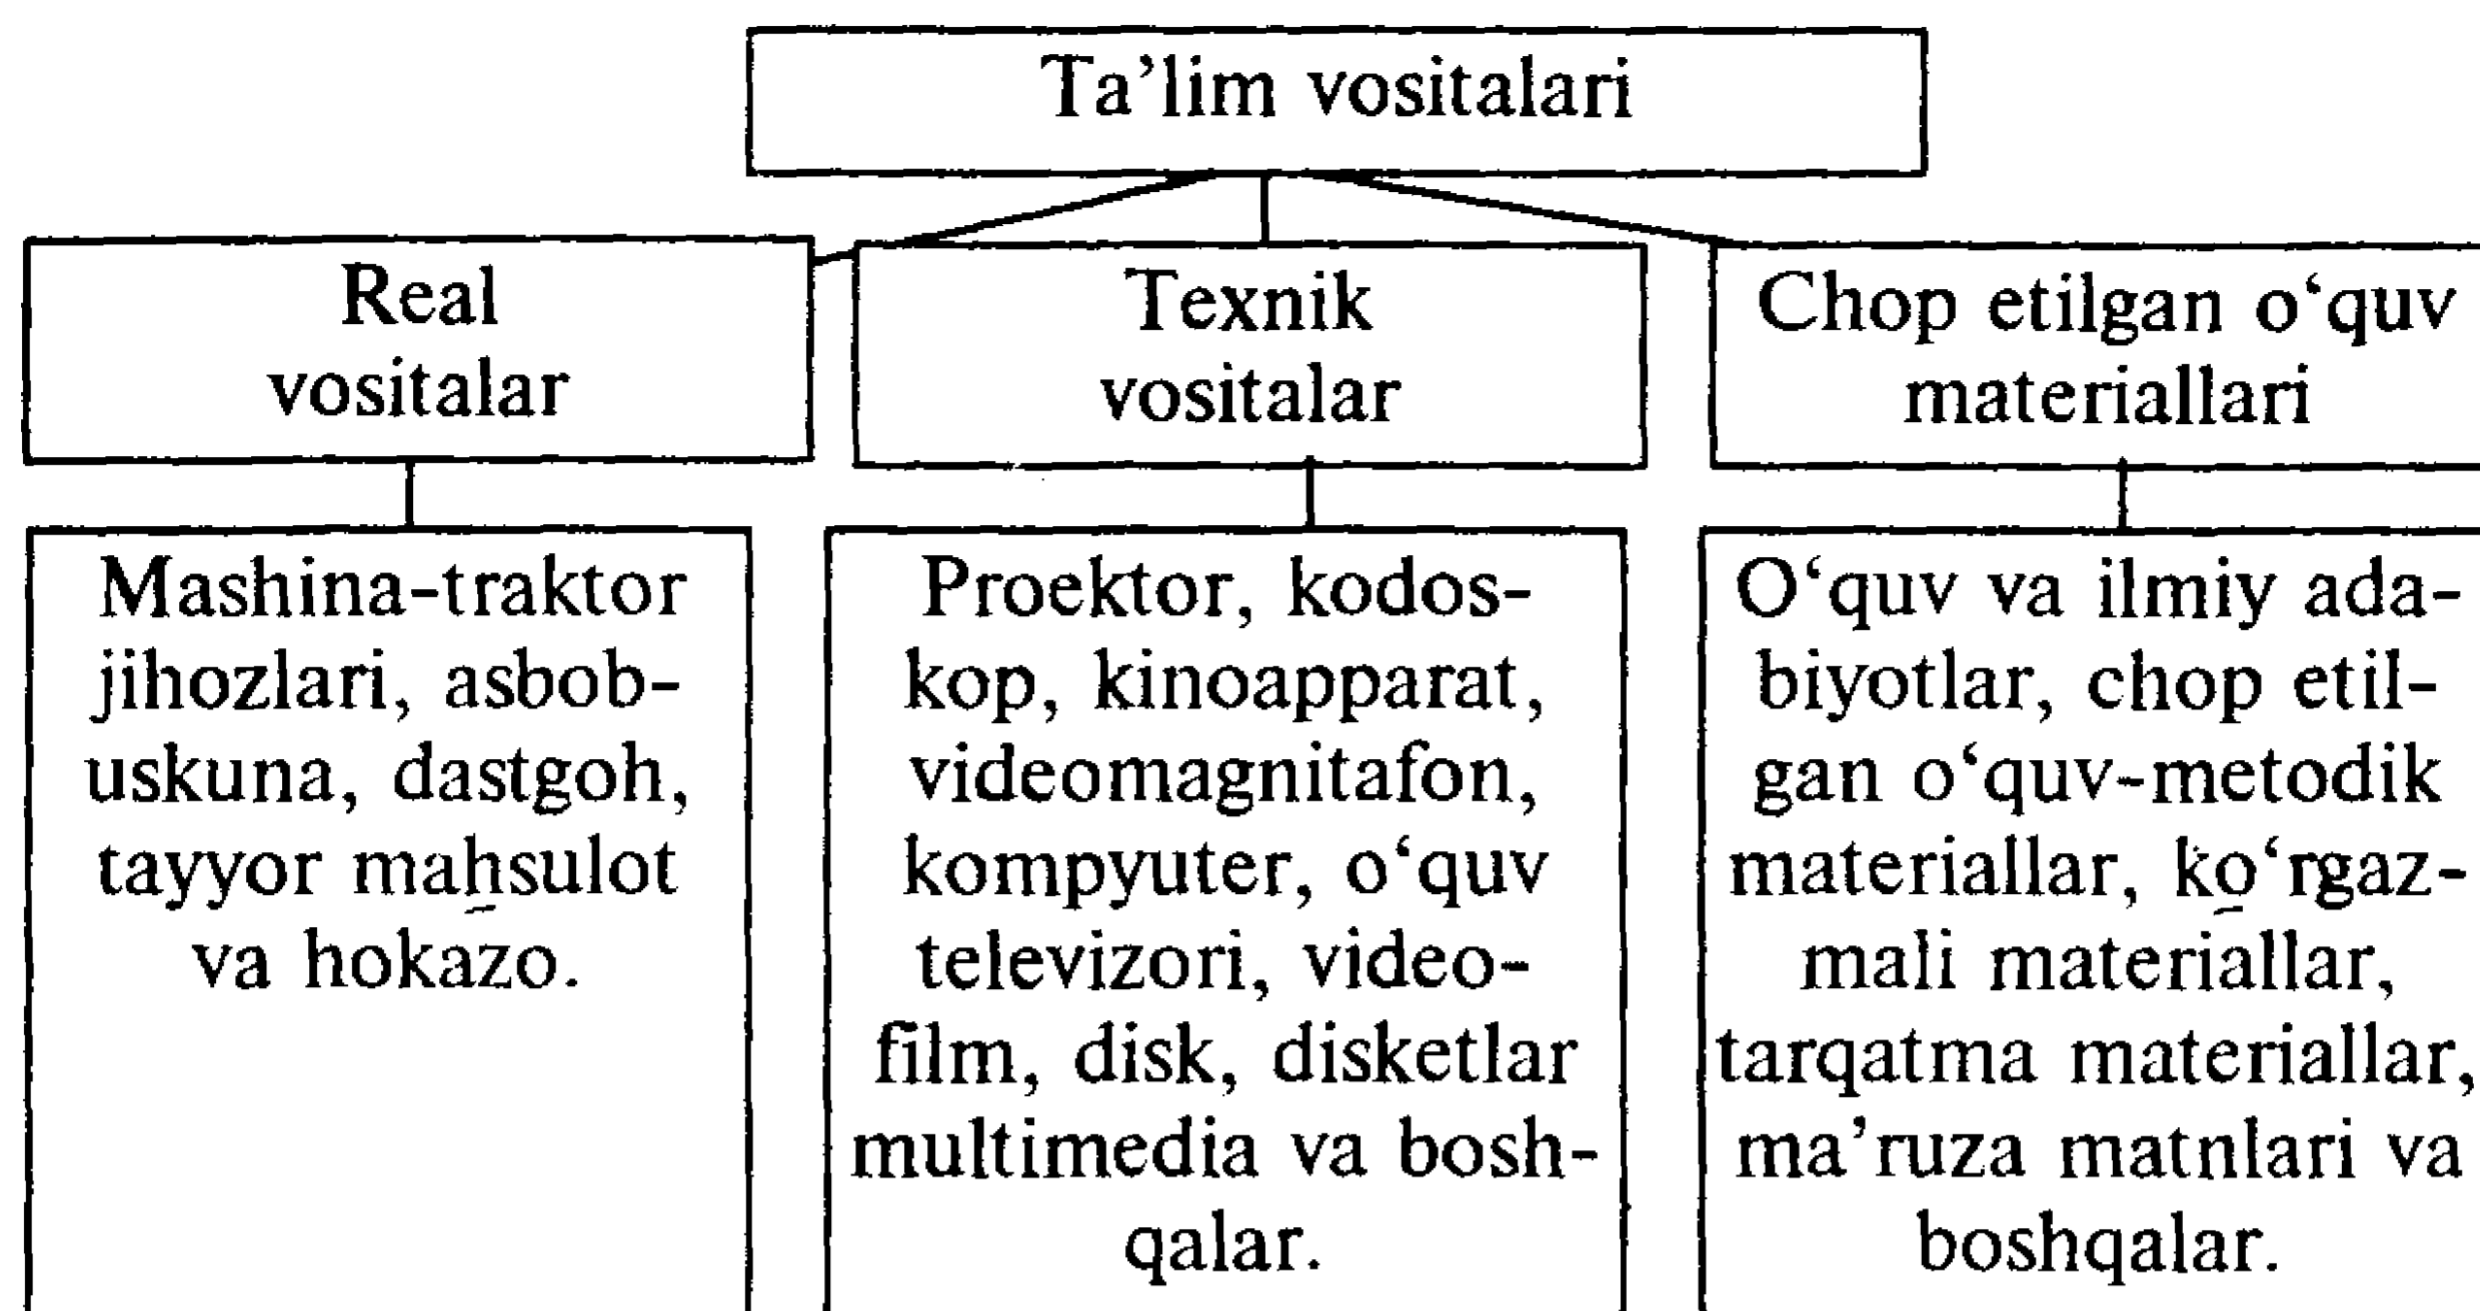 Ta’lim vositalari
Real
vositalar
Texnik
vositalar
Chop etilgan o‘quv
materiallari
Mashina-traktor
jihozlari, asbob-
uskuna, dastgoh,
tayyor mahsulot
va hokazo.
Proektor, kodos-
kop, kinoapparat,
videomagnitafon,
kompyuter, o‘quv
televizori, video-
film, disk, disketlar
multimedia va bosh-
qalar.
O‘quv va ilmiy ada-
biyotlar, chop etil-
gan o‘quv-metodik
materiallar, ko‘rgaz-
mali materiallar,
tarqatma materiallar,
ma’ruza matnlari va
boshqalar.